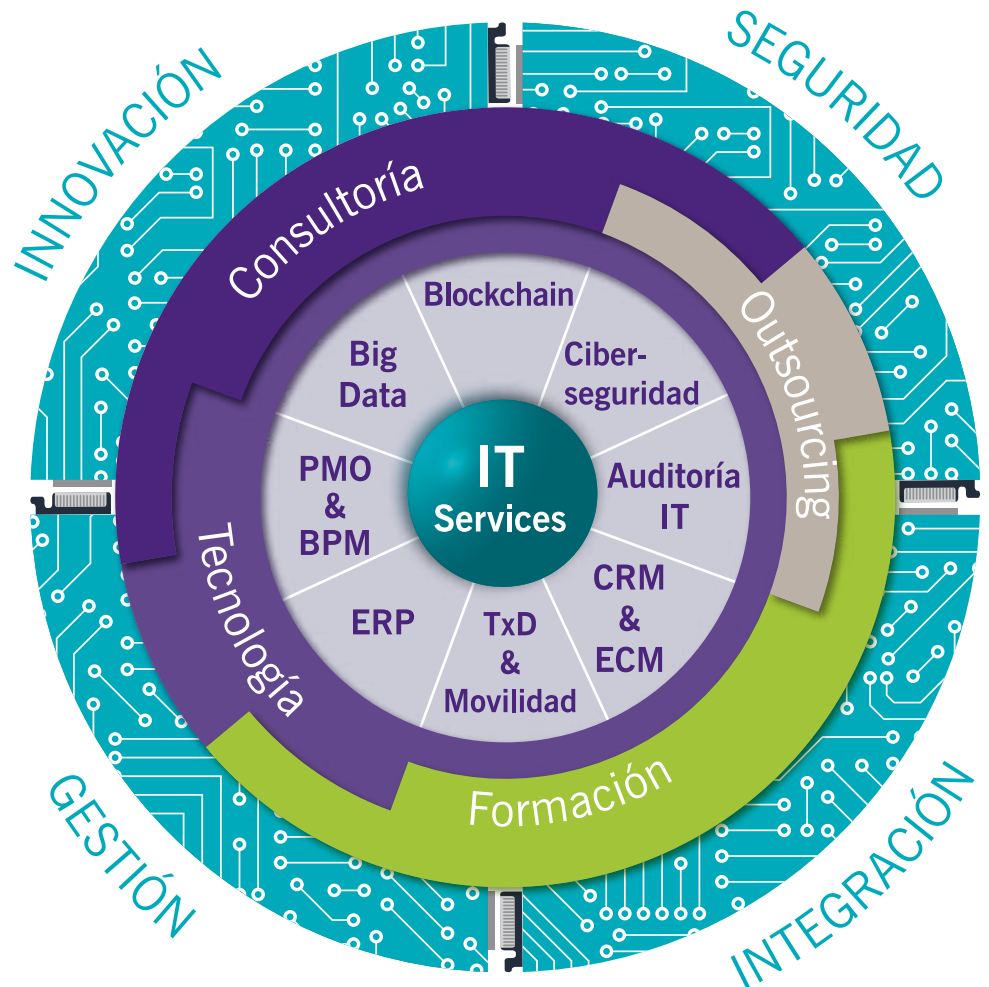 INNOVACIÓN
SEGURIDAD
Consultoría
Outsourcing
Blockchain
Big
Data
Ciber-
seguridad
IT
Services
PMO
&
BPM
Auditoría
IT
ERP
TxD
&
Movilidad
CRM
&
ECM
Tecnología
Formación
GESTIÓN
INTEGRACIÓN